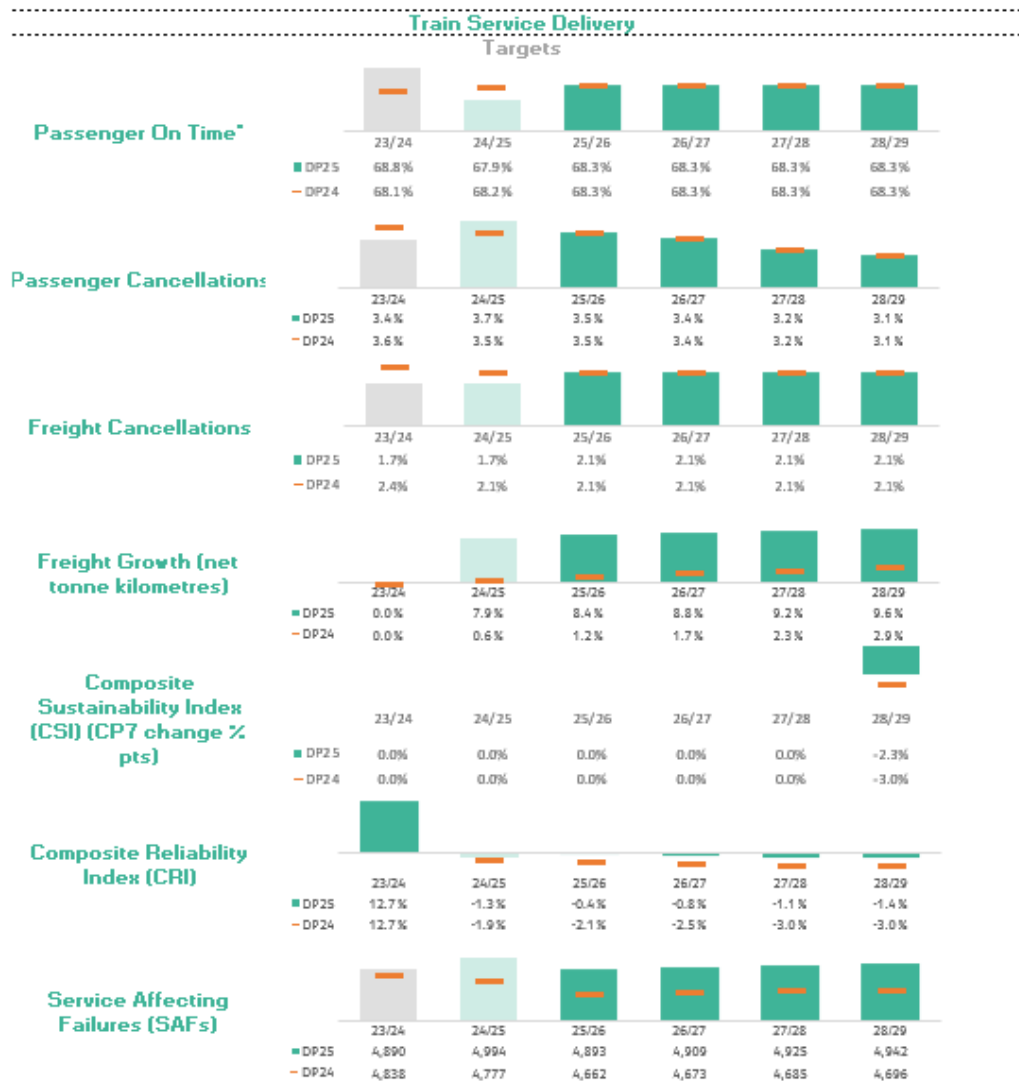 Train Service Delivery
Targets
Passenger On Time*
23/24 24/25 25/26 26/27 27/28 28/29
DP25 68.8% 67.9% 68.3% 68.3% 68.3% 68.3%
DP24 68.1% 68.2% 68.3% 68.3% 68.3% 68.3%
Passenger Cancellations
23/24 24/25 25/26 26/27 27/28 28/29
DP25 3.4% 3.7% 3.5% 3.4% 3.2% 3.1%
DP24 3.6% 3.5% 3.5% 3.4% 3.2% 3.1%
Freight Cancellations
23/24 24/25 25/26 26/27 27/28 28/29
DP25 1.7% 1.7% 2.1% 2.1% 2.1% 2.1%
DP24 2.4% 2.1% 2.1% 2.1% 2.1% 2.1%
Freight Growth (net
tonne kilometres)
23/24 24/25 25/26 26/27 27/28 28/29
DP25 0.0% 7.9% 8.4% 8.8% 9.2% 9.6%
DP24 0.0% 0.6% 1.2% 1.7% 2.3% 2.9%
Composite
Sustainability Index
(CSI) (CP7 change %
pts)
23/24 24/25 25/26 26/27 27/28 28/29
DP25 0.0% 0.0% 0.0% 0.0% 0.0% -2.3%
DP24 0.0% 0.0% 0.0% 0.0% 0.0% -3.0%
Composite Reliability
Index (CRI)
23/24 24/25 25/26 26/27 27/28 28/29
DP25 12.7% -1.3% -0.4% -0.8% -1.1% -1.4%
DP24 12.7% -1.9% -2.1% -2.5% -3.0% -3.0%
Service Affecting
Failures (SAFs)
23/24 24/25 25/26 26/27 27/28 28/29
DP25 4,890 4,994 4,893 4,909 4,925 4,942
DP24 4,838 4,777 4,662 4,673 4,685 4,696